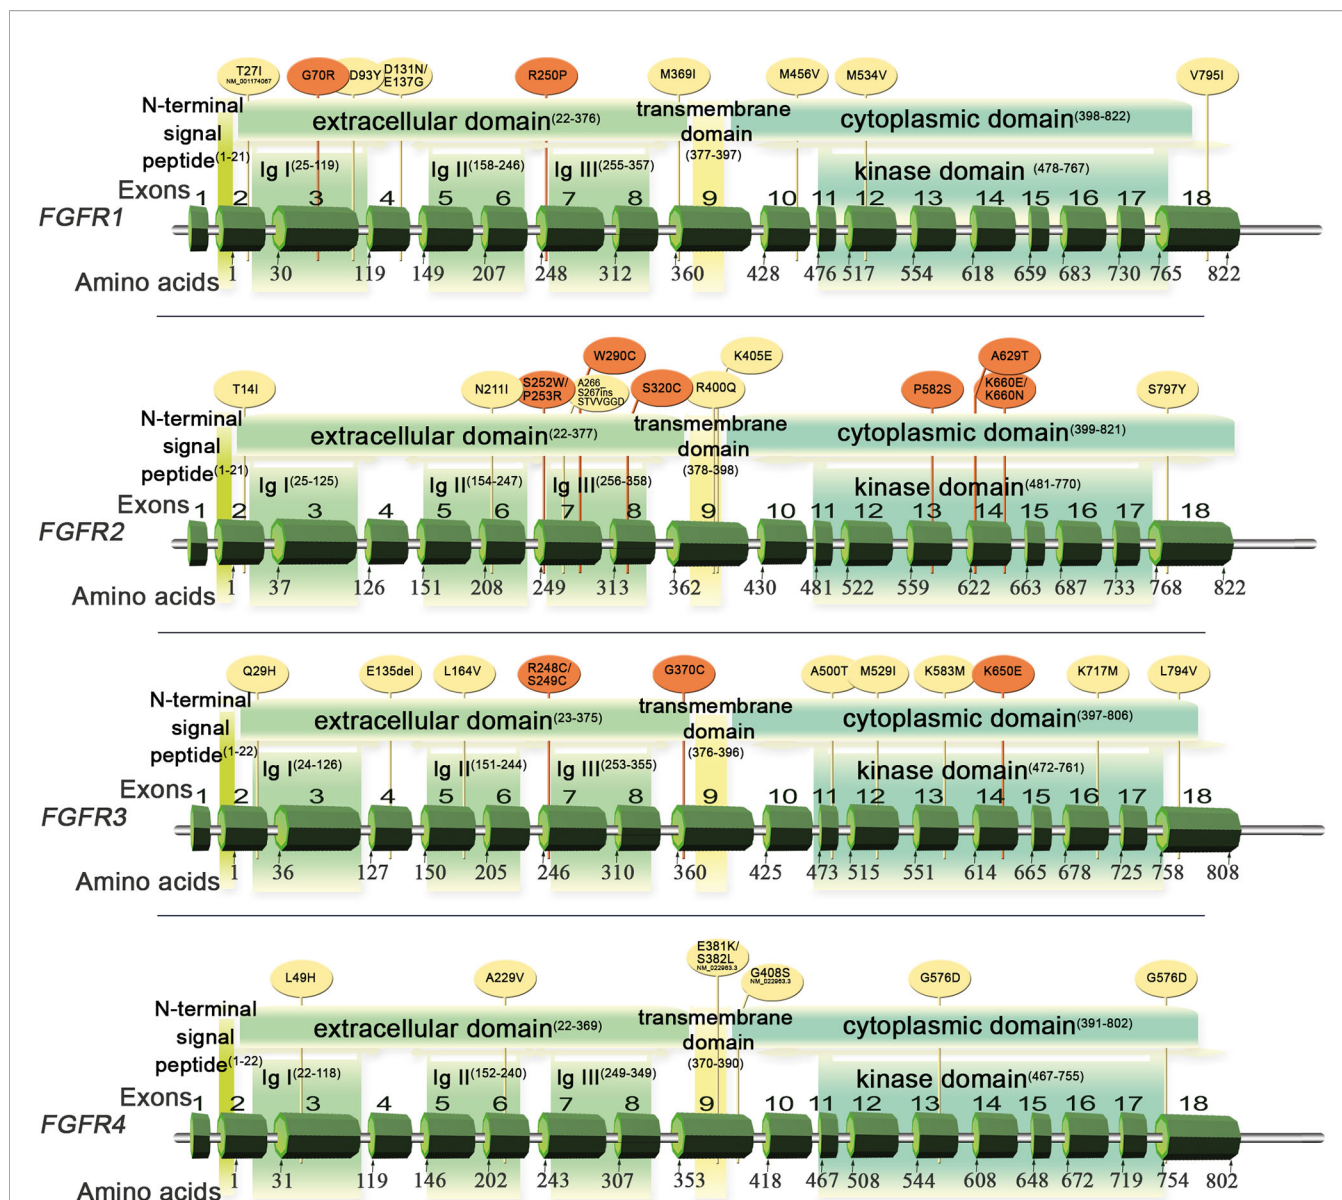 T27I
NM_001174067
G70R
D93Y
D131N/
E137G
R250P
M369I
M456V
M534V
V795I
N-terminal
signal
peptide(1-21)
extracellular domain(22-376)
transmembrane
domain
(377-397)
cytoplasmic domain(398-822)
Ig I(25-119)
Ig II(158-246)
Ig III(255-357)
kinase domain (478-767)
Exons 1 2 3 4 5 6 7 8 9 10 11 12 13 14 15 16 17 18
FGFR1
Amino acids 1 30 119 149 207 248 312 360 428 476 517 554 618 659 683 730 765 822
W290C
K405E
A629T
T14I
N211I
S252W/
P253R
A266_
S267ins
STVVGGD
S320C
R400Q
P582S
K660E/
K660N
S797Y
N-terminal
signal
peptide(1-21)
extracellular domain(22-377)
transmembrane
domain
(378-398)
cytoplasmic domain(399-821)
Ig I(25-125)
Ig II(154-247)
Ig III(256-358)
kinase domain(481-770)
Exons 1 2 3 4 5 6 7 8 9 10 11 12 13 14 15 16 17 18
FGFR2
Amino acids 1 37 126 151 208 249 313 362 430 481 522 559 622 663 687 733 768 822
Q29H
E135del
L164V
R248C/
S249C
G370C
A500T
M529I
K583M
K650E
K717M
L794V
N-terminal
signal
peptide(1-22)
extracellular domain(23-375)
transmembrane
domain
(376-396)
cytoplasmic domain(397-806)
Ig I(24-126)
Ig II(151-244)
Ig III(253-355)
kinase domain(472-761)
Exons 1 2 3 4 5 6 7 8 9 10 11 12 13 14 15 16 17 18
FGFR3
Amino acids 1 36 127 150 205 246 310 360 425 473 515 551 614 665 678 725 758 808
E381K/
S382L
NM_022963.3
L49H
A229V
G408S
NM_022963.3
G576D
G576D
N-terminal
signal
peptide(1-22)
extracellular domain(22-369)
transmembrane
domain
(370-390)
cytoplasmic domain(391-802)
Ig I(22-118)
Ig II(152-240)
Ig III(249-349)
kinase domain(467-755)
Exons 1 2 3 4 5 6 7 8 9 10 11 12 13 14 15 16 17 18
FGFR4
Amino acids 1 31 119 146 202 243 307 353 418 467 508 544 608 648 672 719 754 802